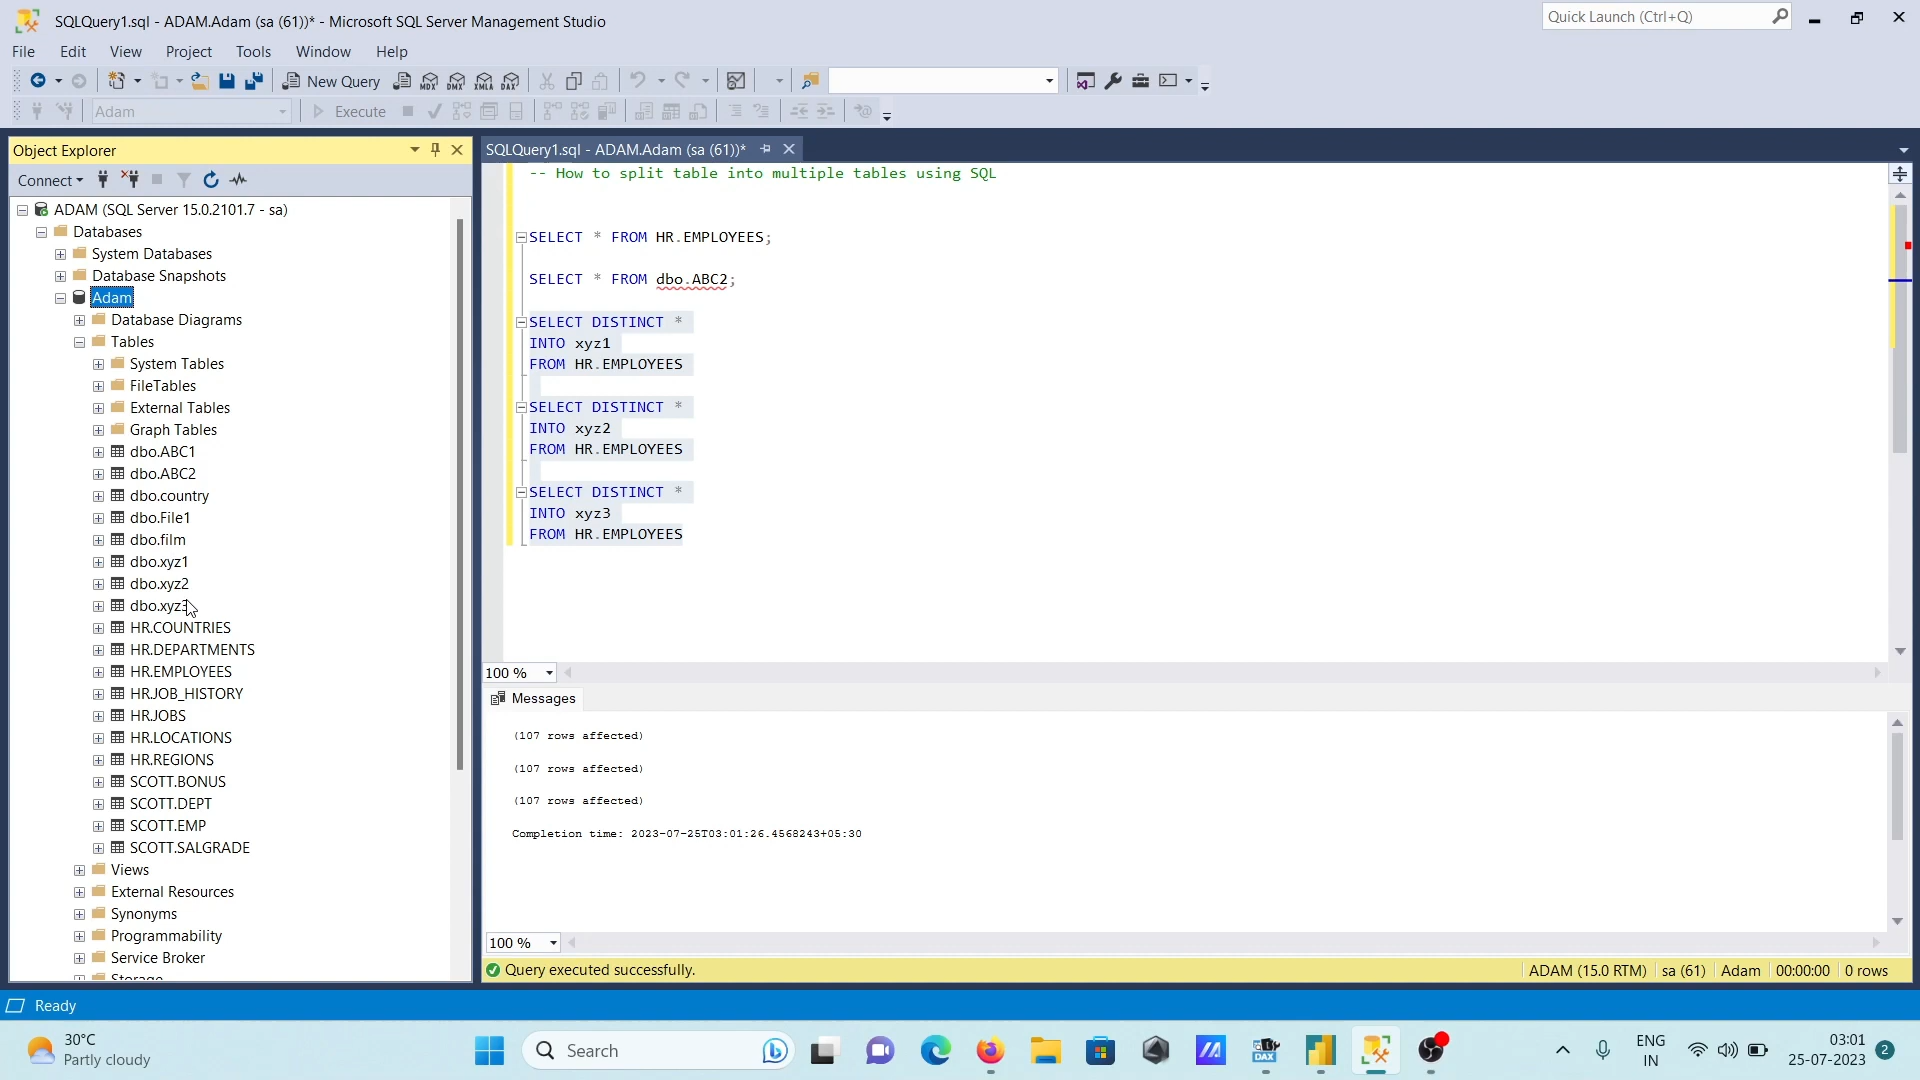 SQLQuery1.sql - ADAM.Adam (sa (61))* - Microsoft SQL Server Management Studio
Quick Launch (Ctrl+Q)
File Edit View Project Tools Window Help
New Query MDX DMX XMLA DAX
Adam Execute
Object Explorer
SQLQuery1.sql - ADAM.Adam (sa (61))*
Connect
ADAM (SQL Server 15.0.2101.7 - sa)
Databases
System Databases
Database Snapshots
Adam
Database Diagrams
Tables
System Tables
FileTables
External Tables
Graph Tables
dbo.ABC1
dbo.ABC2
dbo.country
dbo.File1
dbo.film
dbo.xyz1
dbo.xyz2
dbo.xyz3
HR.COUNTRIES
HR.DEPARTMENTS
HR.EMPLOYEES
HR.JOB_HISTORY
HR.JOBS
HR.LOCATIONS
HR.REGIONS
SCOTT.BONUS
SCOTT.DEPT
SCOTT.EMP
SCOTT.SALGRADE
Views
External Resources
Synonyms
Programmability
Service Broker
Storage
-- How to split table into multiple tables using SQL
SELECT * FROM HR.EMPLOYEES;
SELECT * FROM dbo.ABC2;
SELECT DISTINCT *
INTO xyz1
FROM HR.EMPLOYEES
SELECT DISTINCT *
INTO xyz2
FROM HR.EMPLOYEES
SELECT DISTINCT *
INTO xyz3
FROM HR.EMPLOYEES
100 %
Messages
(107 rows affected)
(107 rows affected)
(107 rows affected)
Completion time: 2023-07-25T03:01:26.4568243+05:30
100 %
Query executed successfully.
ADAM (15.0 RTM) sa (61) Adam 00:00:00 0 rows
Ready
30°C
Partly cloudy
Search
DAX
ENG
IN
03:01
25-07-2023
2